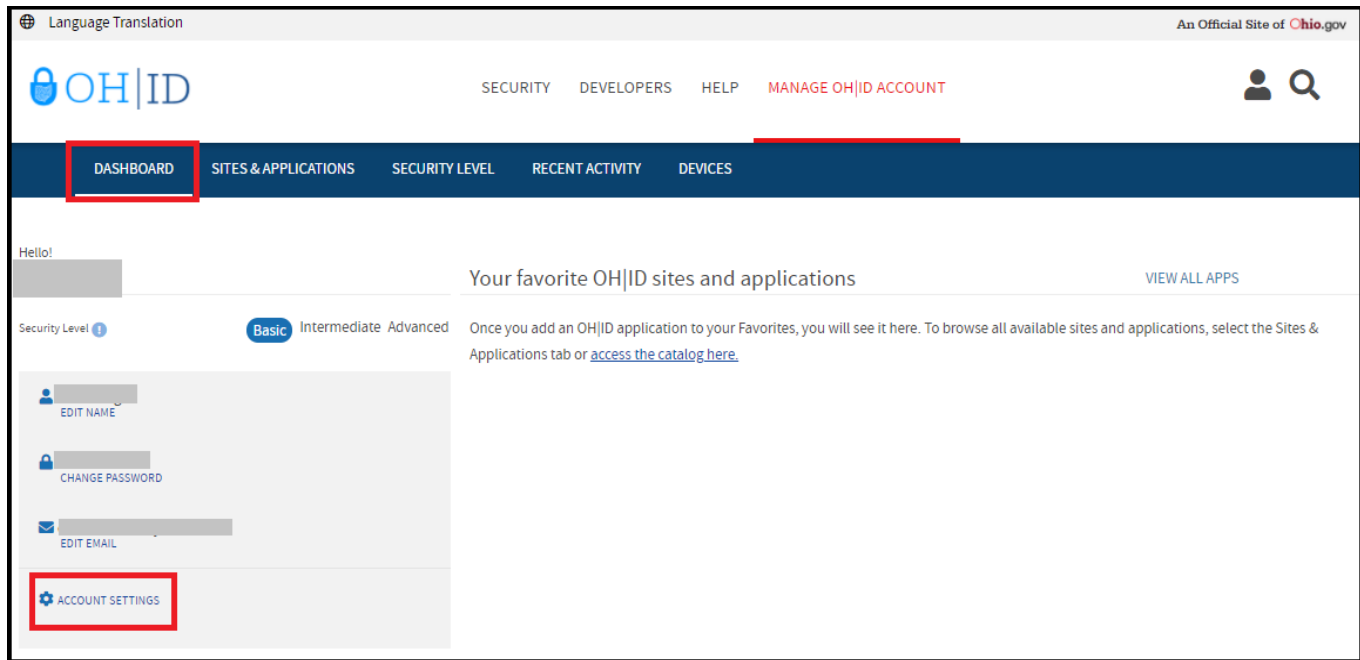 Language Translation
An Official Site of Ohio.gov
OH|ID
SECURITY DEVELOPERS HELP MANAGE OH|ID ACCOUNT
DASHBOARD SITES & APPLICATIONS SECURITY LEVEL RECENT ACTIVITY DEVICES
Hello!
Your favorite OH|ID sites and applications VIEW ALL APPS
Security Level Basic Intermediate Advanced
Once you add an OH|ID application to your Favorites, you will see it here. To browse all available sites and applications, select the Sites &
Applications tab or access the catalog here.
EDIT NAME
CHANGE PASSWORD
EDIT EMAIL
ACCOUNT SETTINGS